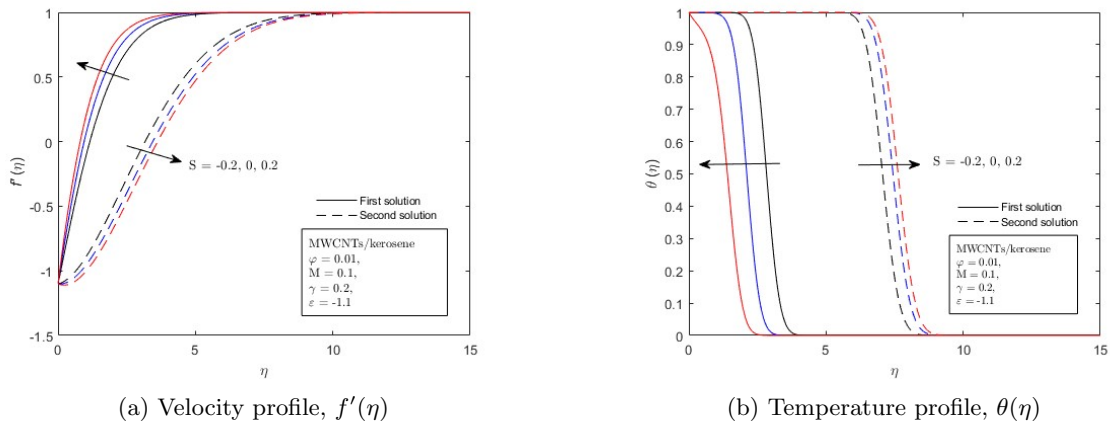 1
0.5
0
-0.5
-1
-1.5
f'(η)
0
5
10
15
η
S = -0.2, 0, 0.2
First solution
Second solution
MWCNTs/kerosene
φ = 0.01,
M = 0.1,
γ = 0.2,
ε = -1.1
(a) Velocity profile, f′(η)
1
0.9
0.8
0.7
0.6
0.5
0.4
0.3
0.2
0.1
0
θ (η)
0
5
10
15
η
S = -0.2, 0, 0.2
First solution
Second solution
MWCNTs/kerosene
φ = 0.01,
M = 0.1,
γ = 0.2,
ε = -1.1
(b) Temperature profile, θ(η)